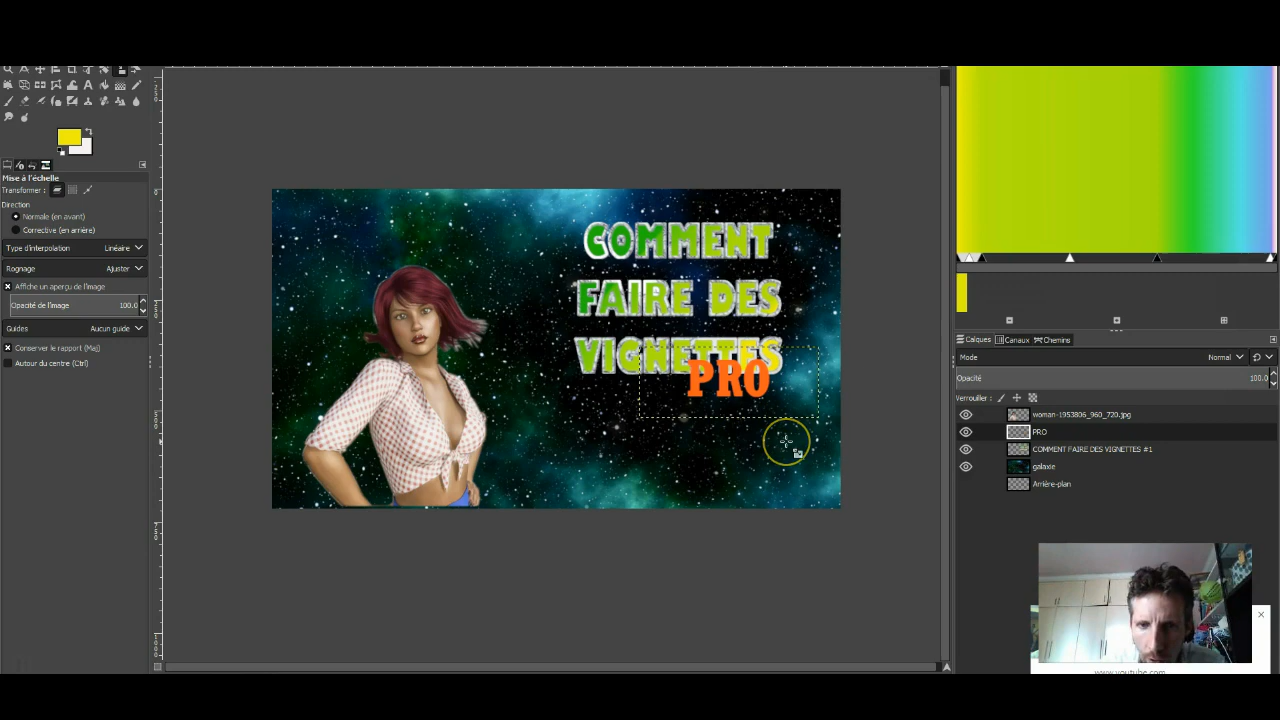 Mise à l'échelle
Transformer :
Direction
Normale (en avant)
Corrective (en arrière)
Type d'interpolation Linéaire
Rognage Ajuster
Affiche un aperçu de l'image
Opacité de l'image 100.0
Guides Aucun guide
Conserver le rapport (Maj)
Autour du centre (Ctrl)
COMMENT
FAIRE DES
VIGNETTES
PRO
Calques Canaux Chemins
Mode Normal
Opacité 100.0
Verrouiller :
woman-1953806_960_720.jpg
PRO
COMMENT FAIRE DES VIGNETTES #1
galaxie
Arrière-plan
www.youtube.com